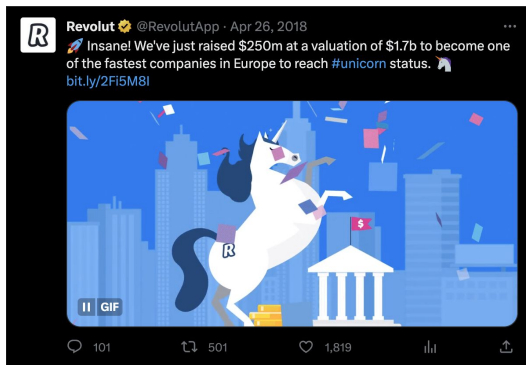 R
Revolut @RevolutApp · Apr 26, 2018
🚀 Insane! We've just raised $250m at a valuation of $1.7b to become one
of the fastest companies in Europe to reach #unicorn status. 🦄
bit.ly/2Fi5M8I
$
R
GIF
101 501 1,819